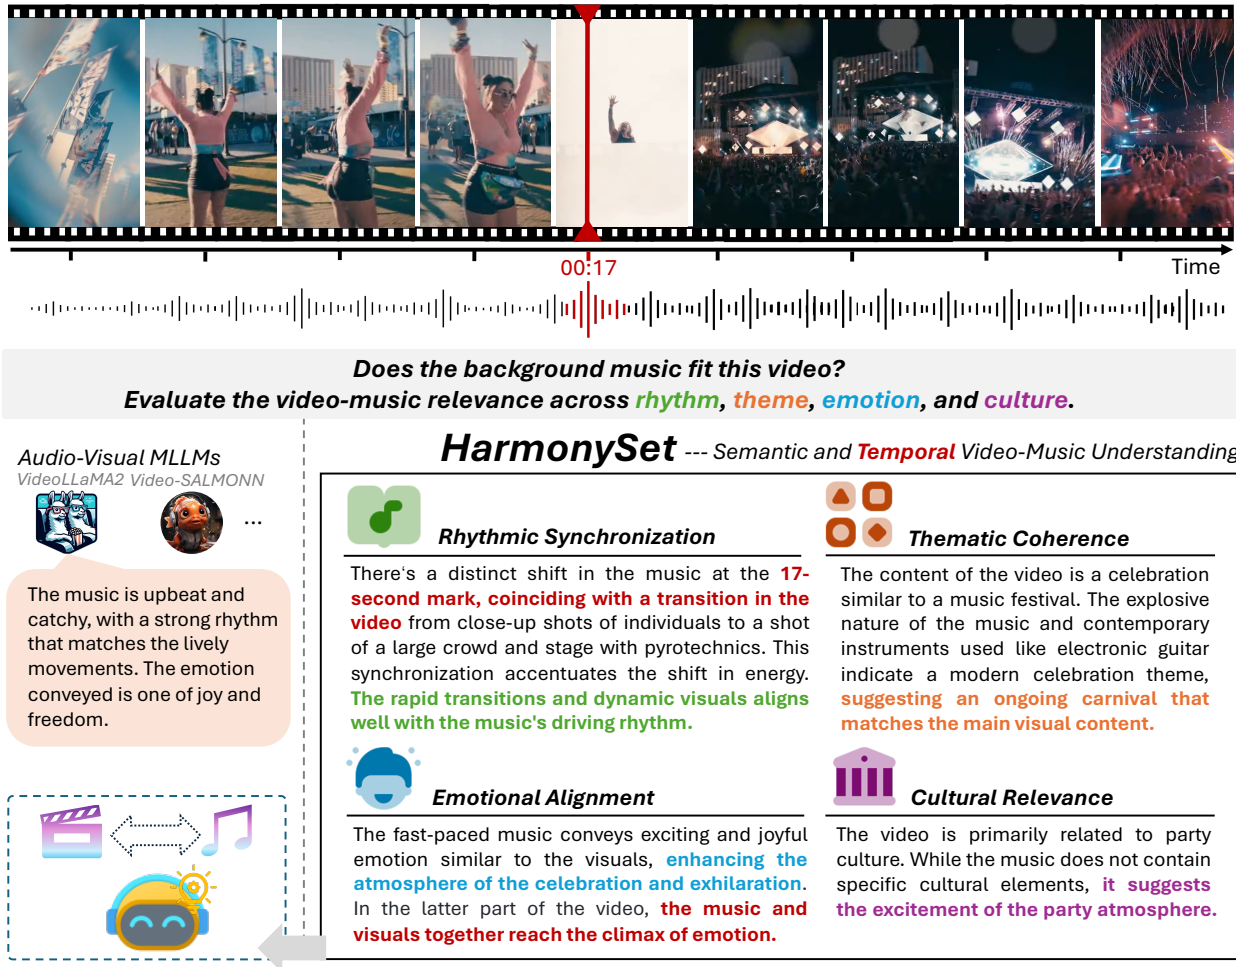 00:17
Time
Does the background music fit this video?
Evaluate the video-music relevance across rhythm, theme, emotion, and culture.
Audio-Visual MLLMs
VideoLLaMA2 Video-SALMONN
...
The music is upbeat and
catchy, with a strong rhythm
that matches the lively
movements. The emotion
conveyed is one of joy and
freedom.
HarmonySet --- Semantic and Temporal Video-Music Understanding
Rhythmic Synchronization
There's a distinct shift in the music at the 17-
second mark, coinciding with a transition in the
video from close-up shots of individuals to a shot
of a large crowd and stage with pyrotechnics. This
synchronization accentuates the shift in energy.
The rapid transitions and dynamic visuals aligns
well with the music's driving rhythm.
Thematic Coherence
The content of the video is a celebration
similar to a music festival. The explosive
nature of the music and contemporary
instruments used like electronic guitar
indicate a modern celebration theme,
suggesting an ongoing carnival that
matches the main visual content.
Emotional Alignment
The fast-paced music conveys exciting and joyful
emotion similar to the visuals, enhancing the
atmosphere of the celebration and exhilaration.
In the latter part of the video, the music and
visuals together reach the climax of emotion.
Cultural Relevance
The video is primarily related to party
culture. While the music does not contain
specific cultural elements, it suggests
the excitement of the party atmosphere.